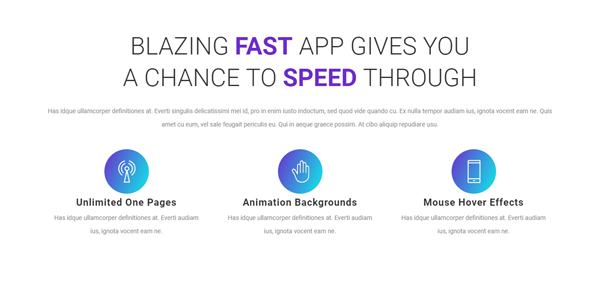 BLAZING FAST APP GIVES YOU
A CHANCE TO SPEED THROUGH
Has idque ullamcorper definitiones at. Everti singulis delicatissimi mei id, pro in enim iusto indoctum, sed quod vide quando cu. Ex nulla tempor audiam ius, ignota vocent eam ne. Quis
amet cu eum, vel sale feugait periculis eu. Qui in aeque graece possim. At cibo aliquip repudiare usu.
Unlimited One Pages
Has idque ullamcorper definitiones at. Everti audiam
ius, ignota vocent eam ne.
Animation Backgrounds
Has idque ullamcorper definitiones at. Everti audiam
ius, ignota vocent eam ne.
Mouse Hover Effects
Has idque ullamcorper definitiones at. Everti audiam
ius, ignota vocent eam ne.